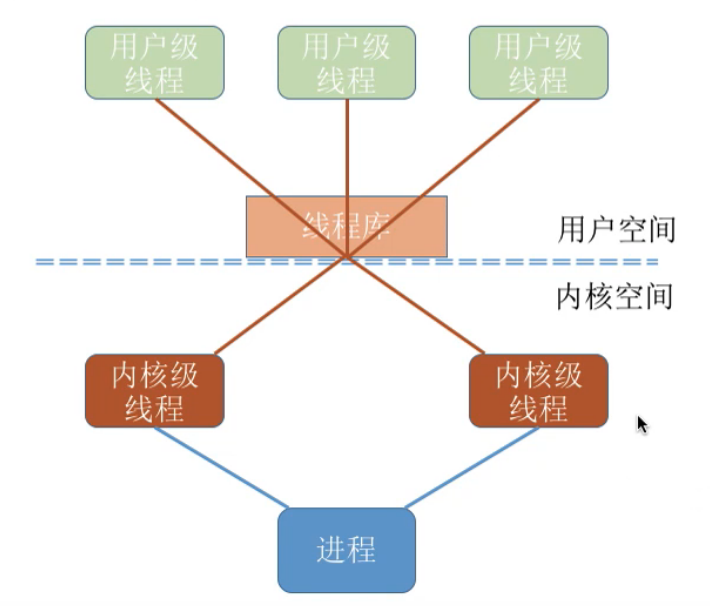 用户级
线程
用户级
线程
用户级
线程
线程库
用户空间
内核空间
内核级
线程
内核级
线程
进程